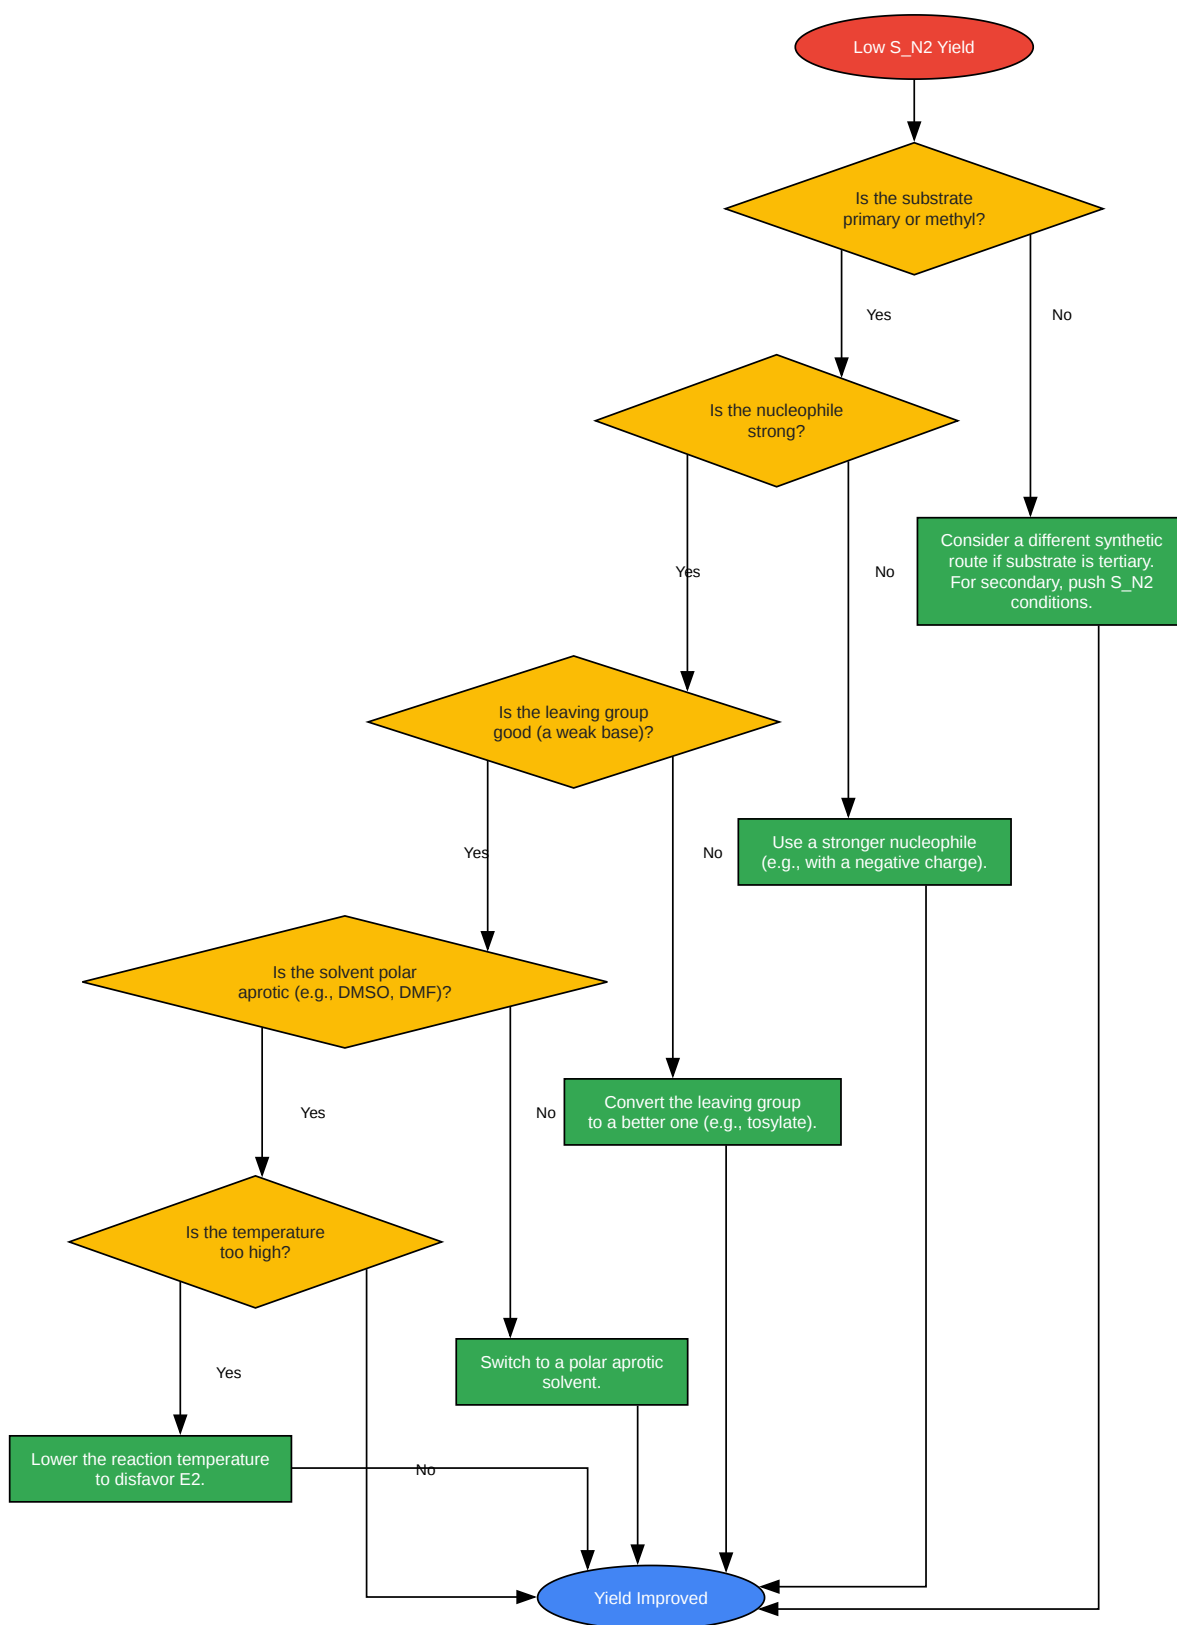 Low S_N2 Yield
Is the substrate
primary or methyl?
Yes
No
Is the nucleophile
strong?
Yes
No
Consider a different synthetic
route if substrate is tertiary.
For secondary, push S_N2
conditions.
Is the leaving group
good (a weak base)?
Yes
No
Use a stronger nucleophile
(e.g., with a negative charge).
Is the solvent polar
aprotic (e.g., DMSO, DMF)?
Yes
No
Convert the leaving group
to a better one (e.g., tosylate).
Is the temperature
too high?
Yes
No
Switch to a polar aprotic
solvent.
Lower the reaction temperature
to disfavor E2.
Yield Improved